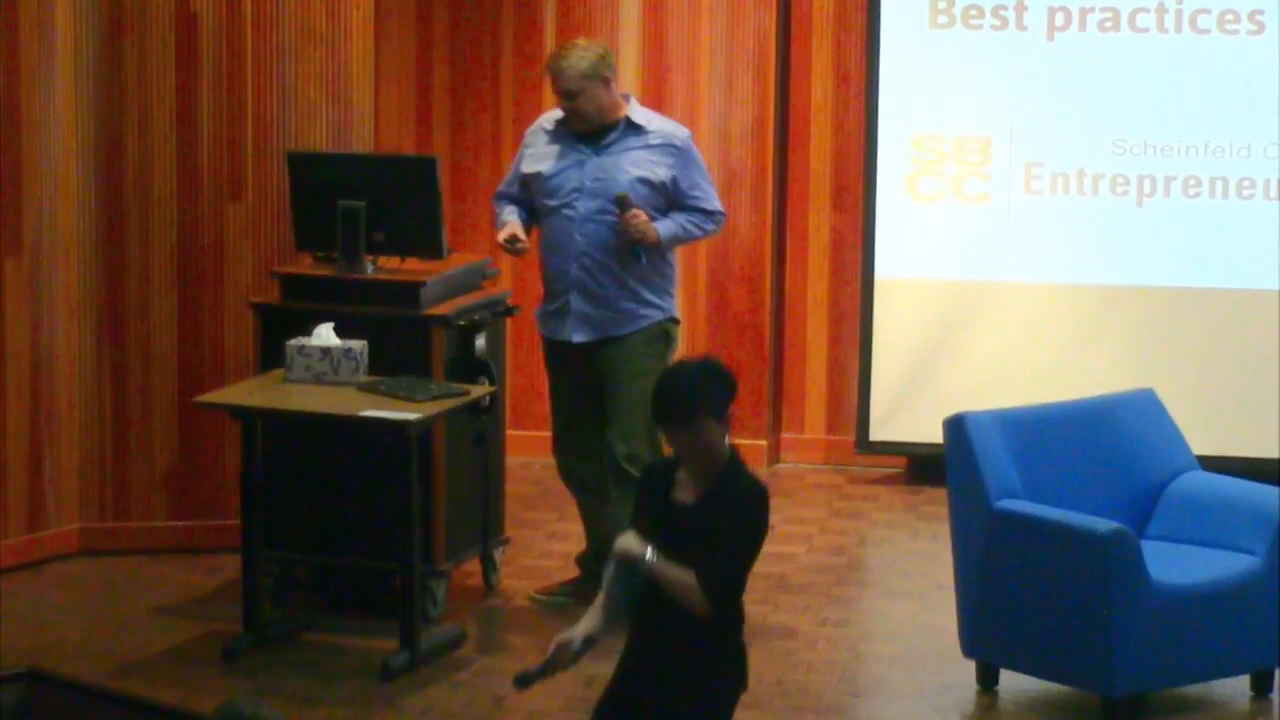 Best practices
SB
CC
Scheinfeld
Entrepreneu